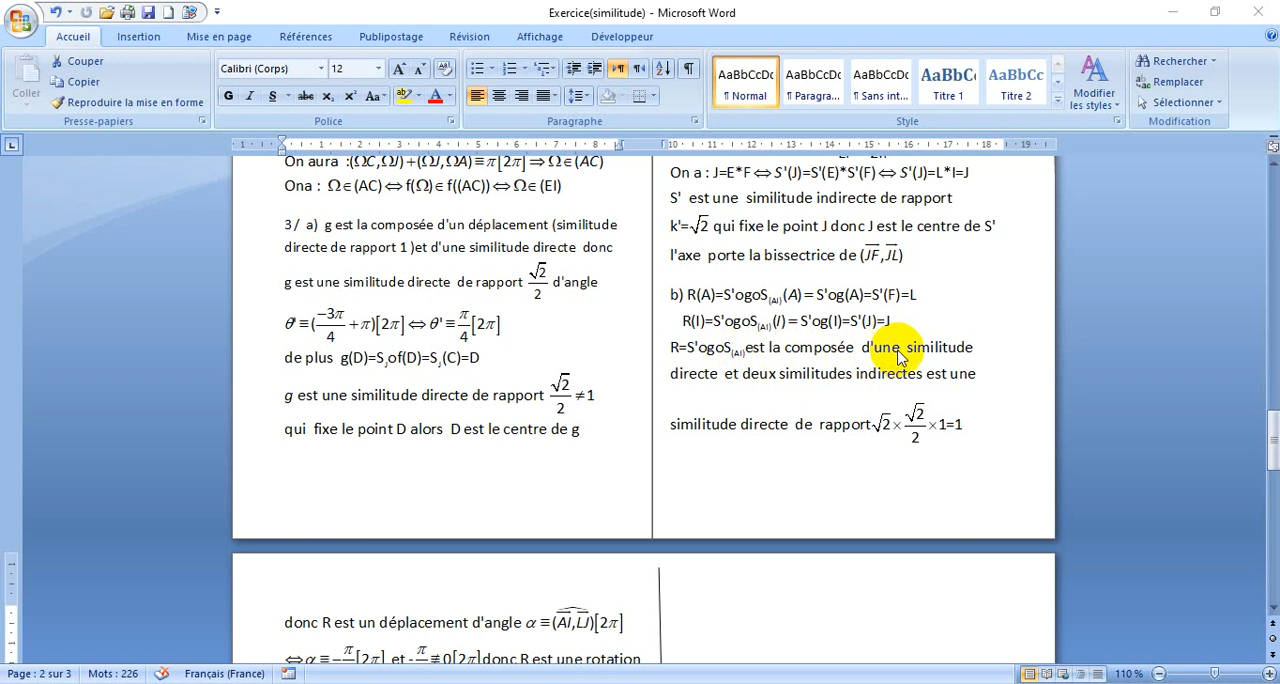 Exercice(similitude) - Microsoft Word
Accueil Insertion Mise en page Références Publipostage Révision Affichage Développeur
Coller
Couper
Copier
Reproduire la mise en forme
Presse-papiers
Calibri (Corps) 12
G I S abc X₂ X² Aa
Police
Paragraphe
AaBbCcDc AaBbCcDc AaBbCcDc AaBbC AaBbCc
¶ Normal ¶ Paragra... ¶ Sans int... Titre 1 Titre 2
Modifier les styles
Style
Rechercher
Remplacer
Sélectionner
Modification
On aura :(ΩC,ΩJ)+(ΩJ,ΩA)≡π[2π]⇒Ω∈(AC)
Ona : Ω∈(AC)⇔f(Ω)∈f((AC))⇔Ω∈(EI)
3/ a) g est la composée d'un déplacement (similitude
directe de rapport 1 )et d'une similitude directe donc
g est une similitude directe de rapport √2/2 d'angle
θ'≡(-3π/4+π)[2π]⇔θ'≡π/4[2π]
de plus g(D)=SJof(D)=SJ(C)=D
g est une similitude directe de rapport √2/2≠1
qui fixe le point D alors D est le centre de g
On a : J=E*F⇔S'(J)=S'(E)*S'(F)⇔S'(J)=L*I=J
S' est une similitude indirecte de rapport
k'=√2 qui fixe le point J donc J est le centre de S'
l'axe porte la bissectrice de (JF,JL)
b) R(A)=S'ogoS(AI)(A)=S'og(A)=S'(F)=L
R(I)=S'ogoS(AI)(I)=S'og(I)=S'(J)=J
R=S'ogoS(AI)est la composée d'une similitude
directe et deux similitudes indirectes est une
similitude directe de rapport√2×√2/2×1=1
donc R est un déplacement d'angle α≡(AI,LJ)[2π]
⇔α≡-π/[2π] et -π/≢0[2π]donc R est une rotation
Page : 2 sur 3 Mots : 226 Français (France) 110 %